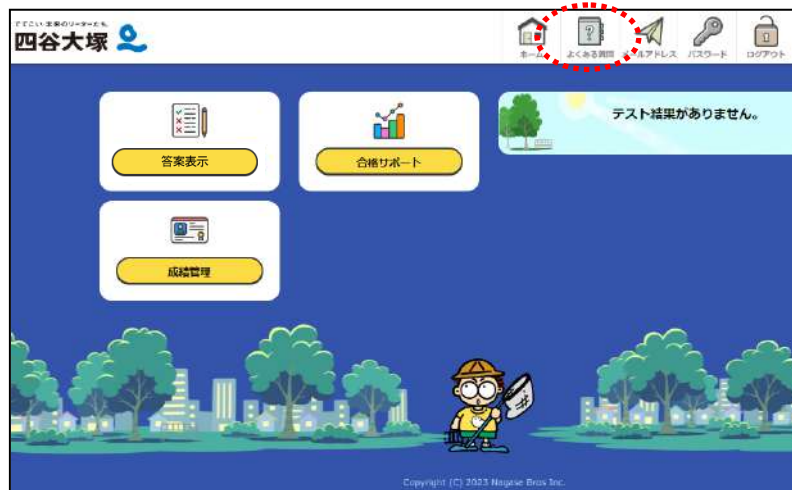 でてこい、未来のリーダーたち。
四谷大塚
ホーム
よくある質問
メールアドレス
パスワード
ログアウト
答案表示
合格サポート
テスト結果がありません。
成績管理
Copyright (C) 2023 Nagase Bros Inc.